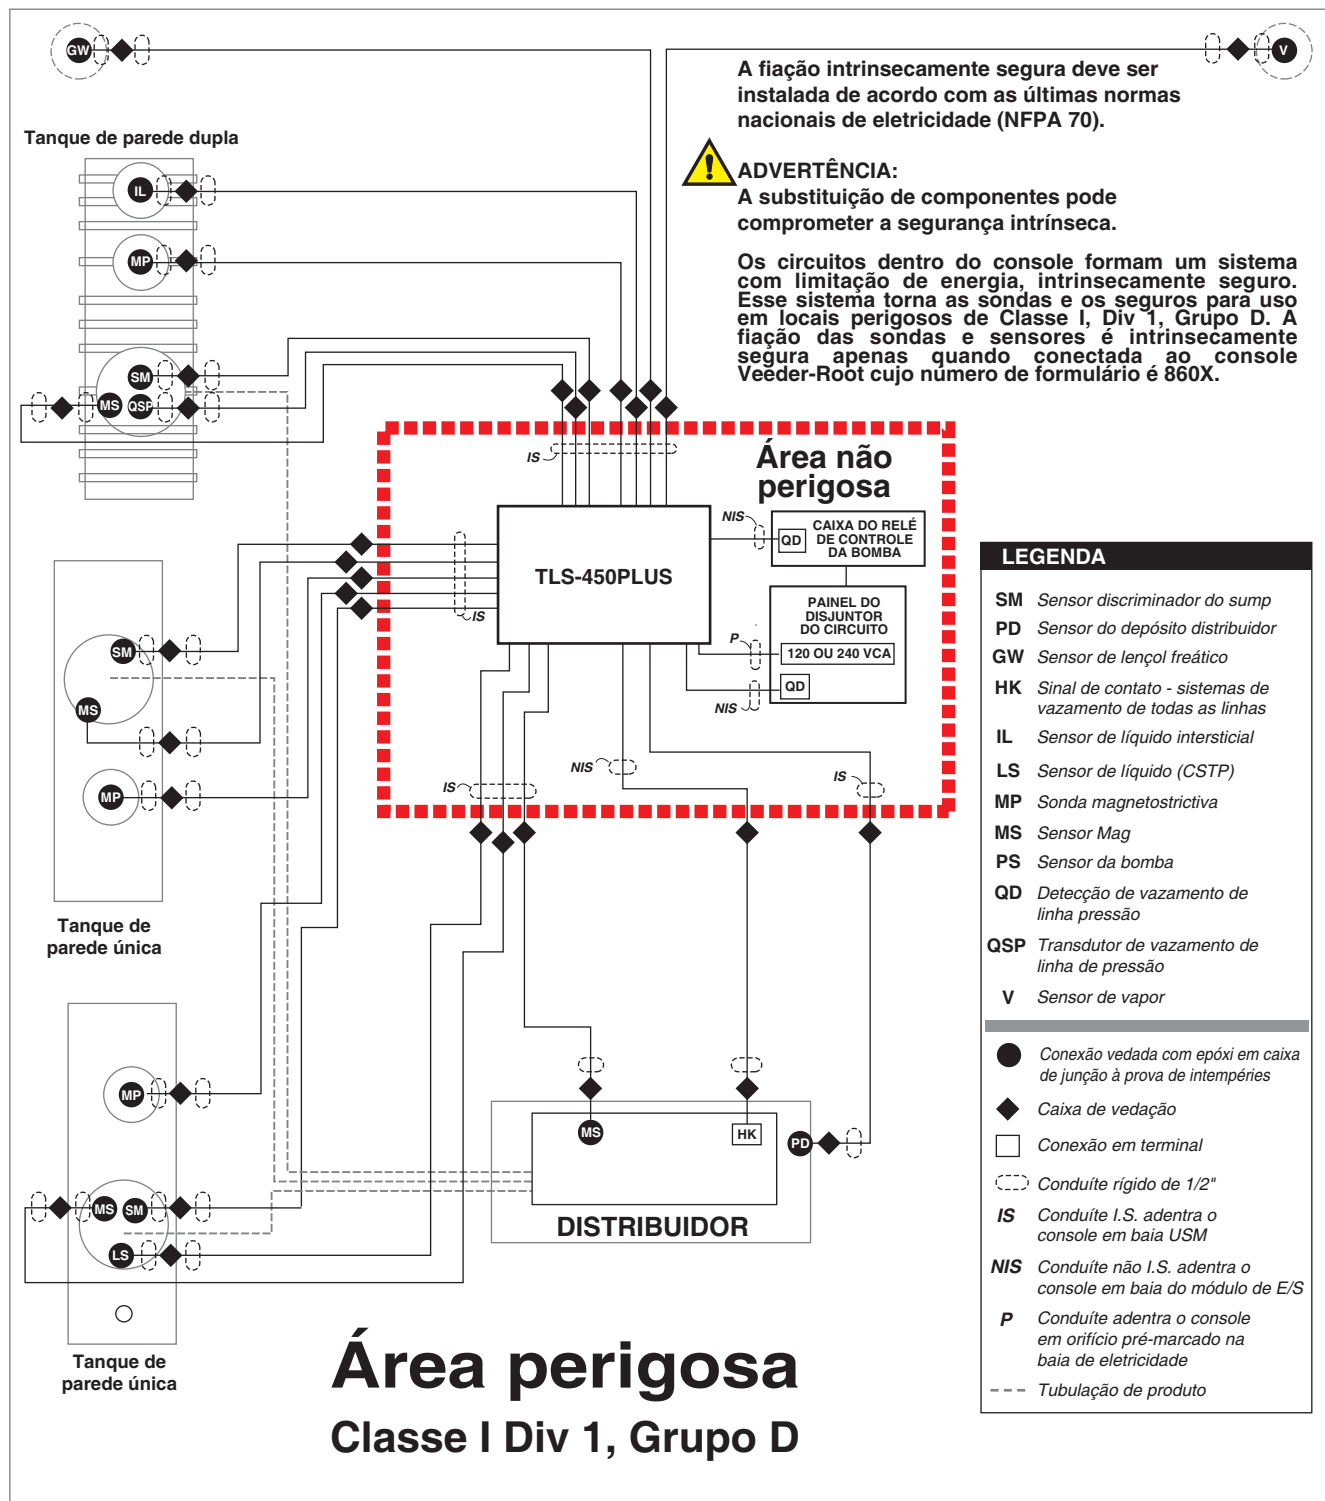 GW
V
A fiação intrinsecamente segura deve ser
instalada de acordo com as últimas normas
nacionais de eletricidade (NFPA 70).
Tanque de parede dupla
ADVERTÊNCIA:
A substituição de componentes pode
comprometer a segurança intrínseca.
IL
MP
Os circuitos dentro do console formam um sistema
com limitação de energia, intrinsecamente seguro.
Esse sistema torna as sondas e os seguros para uso
em locais perigosos de Classe I, Div 1, Grupo D. A
fiação das sondas e sensores é intrinsecamente
segura apenas quando conectada ao console
Veeder-Root cujo número de formulário é 860X.
SM
MS
QSP
IS
Área não
perigosa
NIS
QD
CAIXA DO RELÉ
DE CONTROLE
DA BOMBA
TLS-450PLUS
PAINEL DO
DISJUNTOR
DO CIRCUITO
P
120 OU 240 VCA
QD
NIS
IS
SM
MS
MP
NIS
IS
IS
Tanque de
parede única
MP
MS
SM
LS
Tanque de
parede única
MS
HK
PD
DISTRIBUIDOR
Área perigosa
Classe I Div 1, Grupo D
LEGENDA
SM Sensor discriminador do sump
PD Sensor do depósito distribuidor
GW Sensor de lençol freático
HK Sinal de contato - sistemas de
vazamento de todas as linhas
IL Sensor de líquido intersticial
LS Sensor de líquido (CSTP)
MP Sonda magnetostrictiva
MS Sensor Mag
PS Sensor da bomba
QD Detecção de vazamento de
linha pressão
QSP Transdutor de vazamento de
linha de pressão
V Sensor de vapor
Conexão vedada com epóxi em caixa
de junção à prova de intempéries
Caixa de vedação
Conexão em terminal
Conduíte rígido de 1/2"
IS Conduíte I.S. adentra o
console em baia USM
NIS Conduíte não I.S. adentra o
console em baia do módulo de E/S
P Conduíte adentra o console
em orifício pré-marcado na
baia de eletricidade
Tubulação de produto